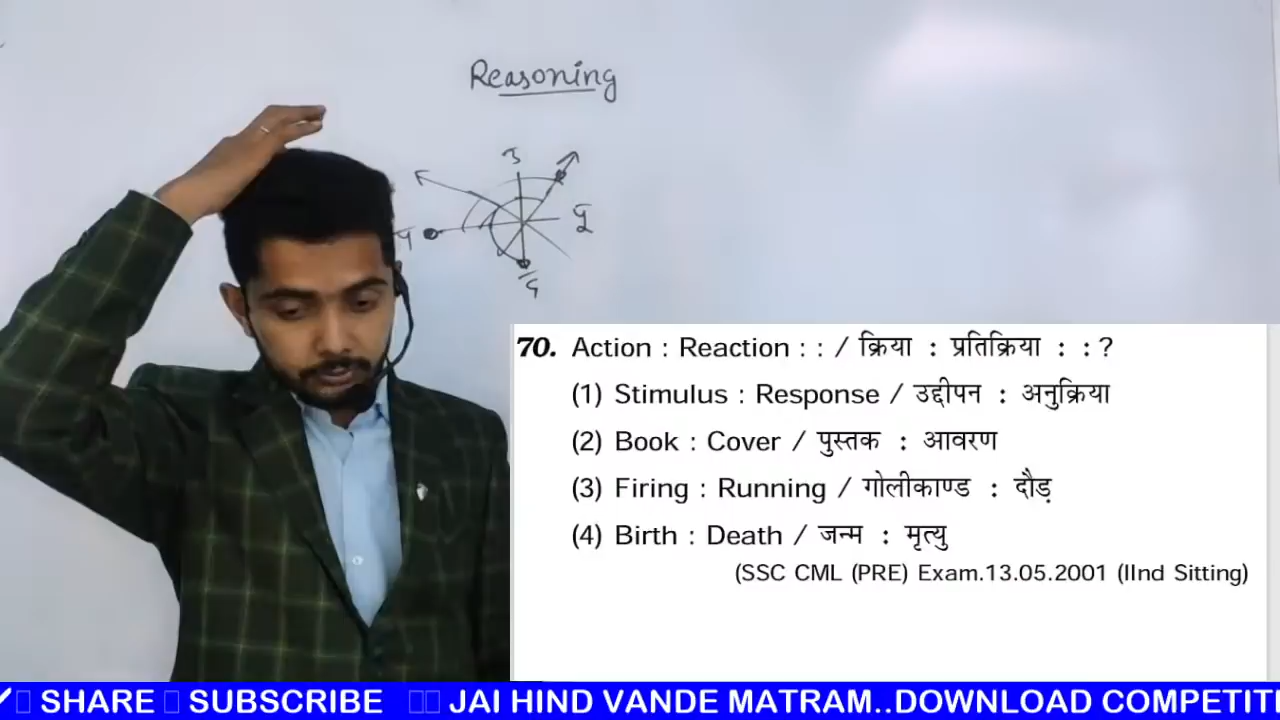 Reasoning
उ
पू
प
द
70. Action : Reaction : : / क्रिया : प्रतिक्रिया : : ?
(1) Stimulus : Response / उद्दीपन : अनुक्रिया
(2) Book : Cover / पुस्तक : आवरण
(3) Firing : Running / गोलीकाण्ड : दौड़
(4) Birth : Death / जन्म : मृत्यु
(SSC CML (PRE) Exam.13.05.2001 (IInd Sitting)
SHARE SUBSCRIBE JAI HIND VANDE MATRAM..DOWNLOAD COMPETIT